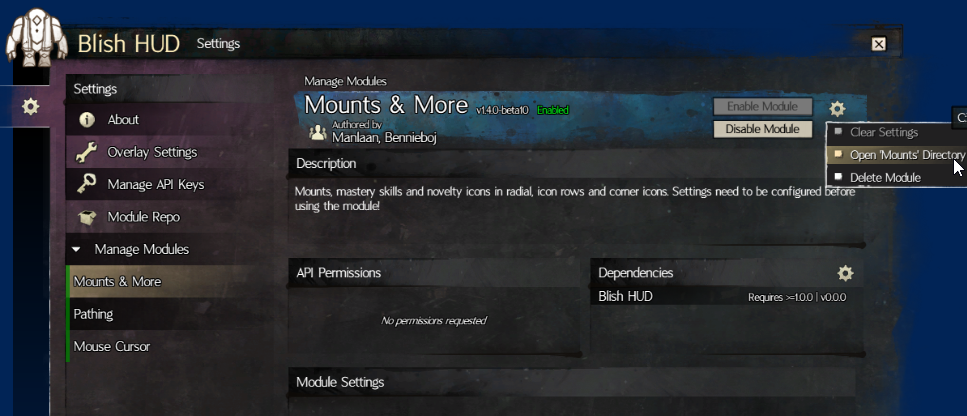 Blish HUD Settings
Settings
About
Overlay Settings
Manage API Keys
Module Repo
Manage Modules
Mounts & More
Pathing
Mouse Cursor
Manage Modules
Mounts & More v1.4.0-beta10 Enabled
Authored by
Manlaan, Bennieboj
Enable Module
Disable Module
Clear Settings
Open 'Mounts' Directory
Delete Module
Description
Mounts, mastery skills and novelty icons in radial, icon rows and corner icons. Settings need to be configured before
using the module!
API Permissions
No permissions requested
Dependencies
Blish HUD Requires >=1.0.0 | v0.0.0
Module Settings